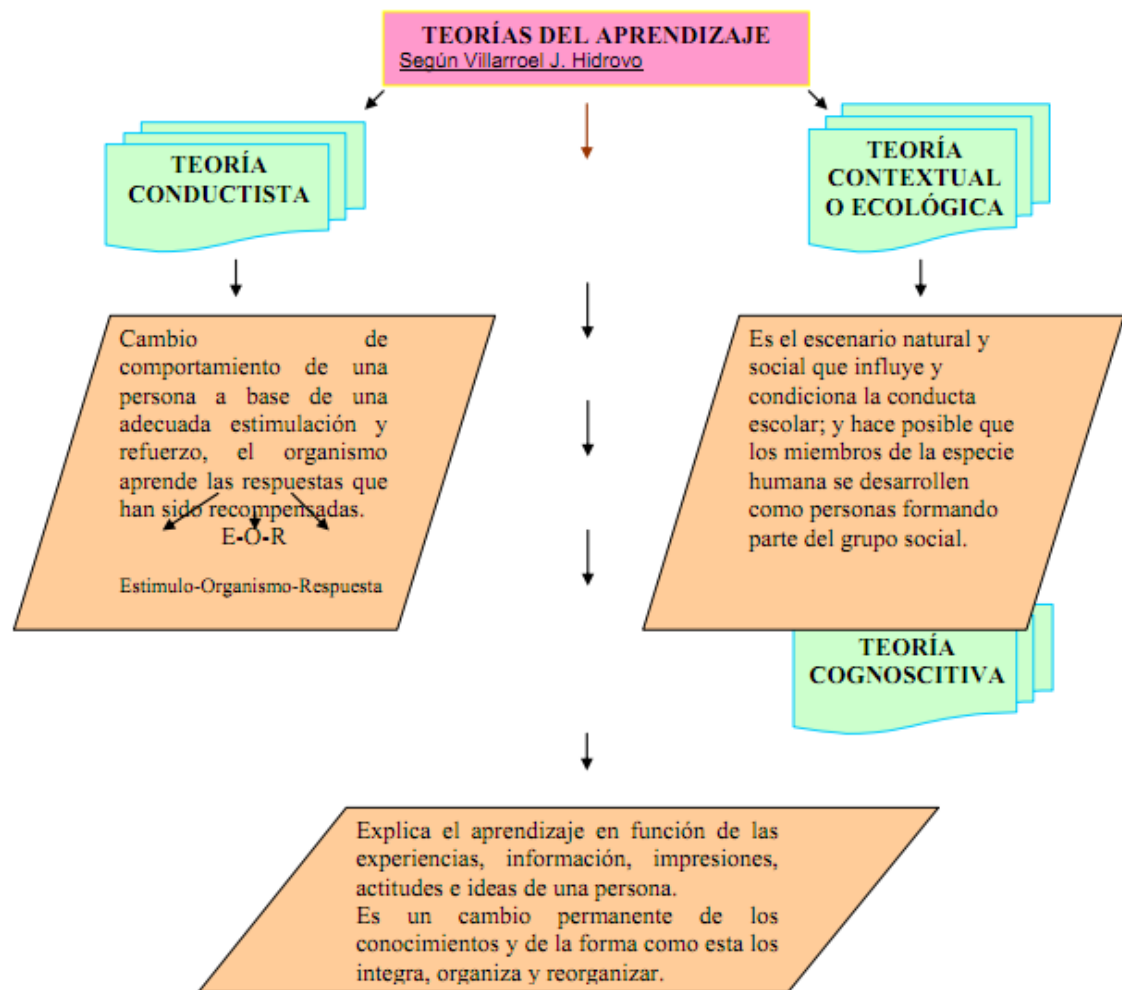 TEORÍAS DEL APRENDIZAJE
Según Villarroel J. Hidrovo
TEORÍA
CONDUCTISTA
TEORÍA
CONTEXTUAL
O ECOLÓGICA
Cambio de
comportamiento de una
persona a base de una
adecuada estimulación y
refuerzo, el organismo
aprende las respuestas que
han sido recompensadas.
E-O-R
Estimulo-Organismo-Respuesta
Es el escenario natural y
social que influye y
condiciona la conducta
escolar; y hace posible que
los miembros de la especie
humana se desarrollen
como personas formando
parte del grupo social.
TEORÍA
COGNOSCITIVA
Explica el aprendizaje en función de las
experiencias, información, impresiones,
actitudes e ideas de una persona.
Es un cambio permanente de los
conocimientos y de la forma como esta los
integra, organiza y reorganizar.